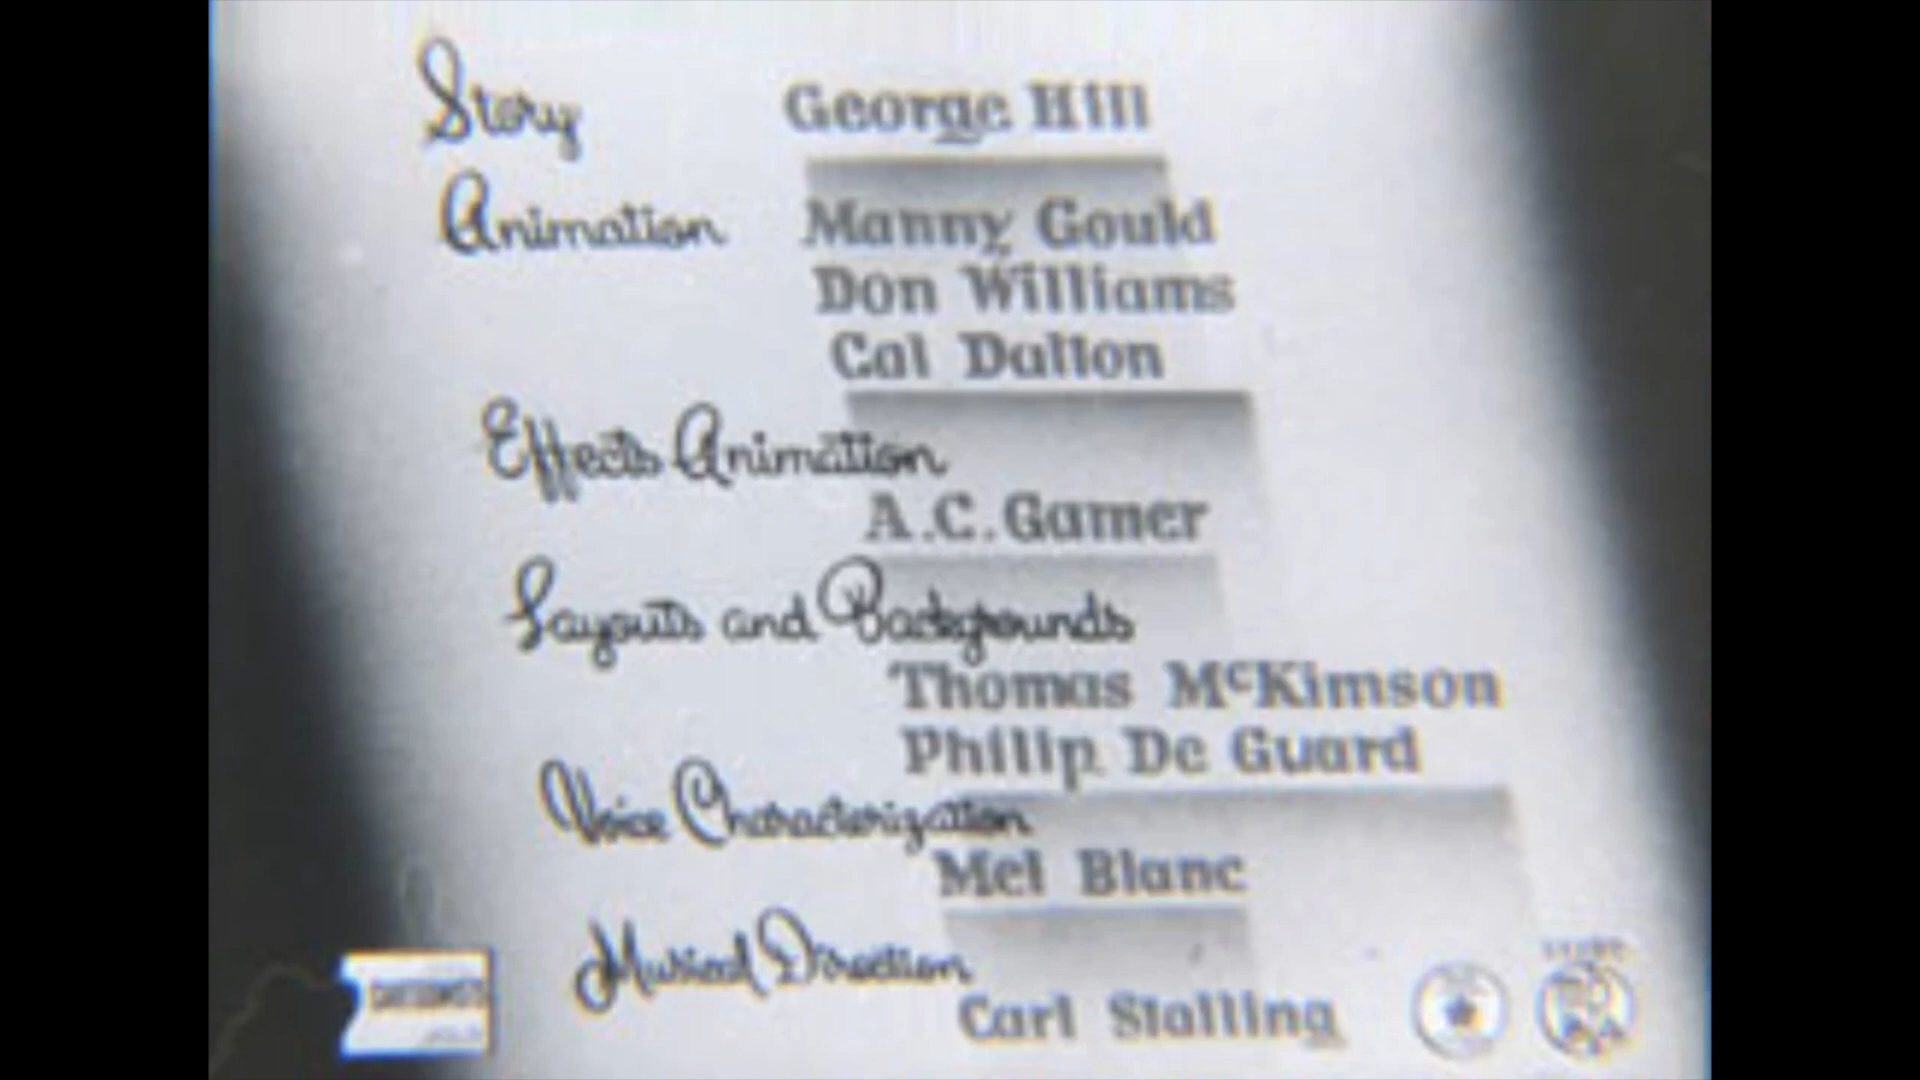 Story George Hill
Animation Manny Gould
Don Williams
Cal Dalton
Effects Animation
A.C. Gamer
Layouts and Backgrounds
Thomas McKimson
Philip De Guard
Voice Characterization
Mel Blanc
Musical Direction
Carl Stalling